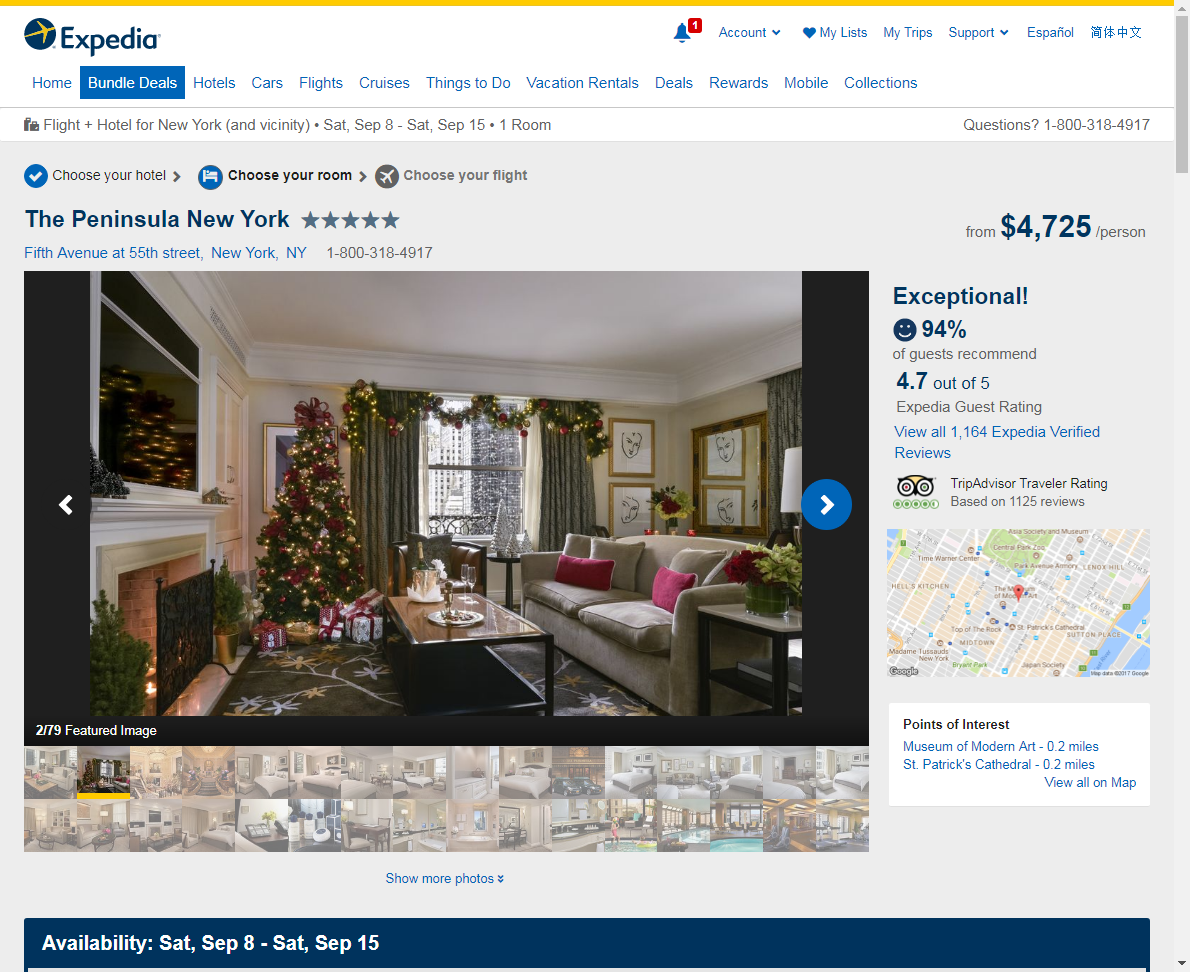 Expedia
1
Account
My Lists
My Trips
Support
Español
简体中文
Home
Bundle Deals
Hotels
Cars
Flights
Cruises
Things to Do
Vacation Rentals
Deals
Rewards
Mobile
Collections
Flight + Hotel for New York (and vicinity) • Sat, Sep 8 - Sat, Sep 15 • 1 Room
Questions? 1-800-318-4917
Choose your hotel
Choose your room
Choose your flight
The Peninsula New York
from $4,725 /person
Fifth Avenue at 55th street, New York, NY 1-800-318-4917
Exceptional!
94%
of guests recommend
4.7 out of 5
Expedia Guest Rating
View all 1,164 Expedia Verified
Reviews
TripAdvisor Traveler Rating
Based on 1125 reviews
Asia Society and Museum
Central Park Zoo
Time Warner Center
Park Avenue Armory
LENOX HILL
HELL'S KITCHEN
The M
of Modern Art
Top of The Rock
St. Patrick's Cathedral
SUTTON PLACE
MIDTOWN
Madame Tussauds
New York
Bryant Park
Japan Society
East River
Google
Map data ©2017 Google
2/79 Featured Image
Points of Interest
Museum of Modern Art - 0.2 miles
St. Patrick's Cathedral - 0.2 miles
View all on Map
Show more photos
Availability: Sat, Sep 8 - Sat, Sep 15